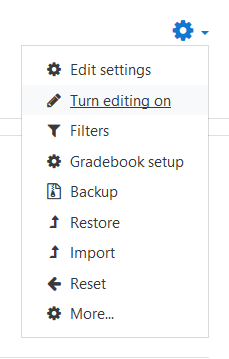 Edit settings
Turn editing on
Filters
Gradebook setup
Backup
Restore
Import
Reset
More...